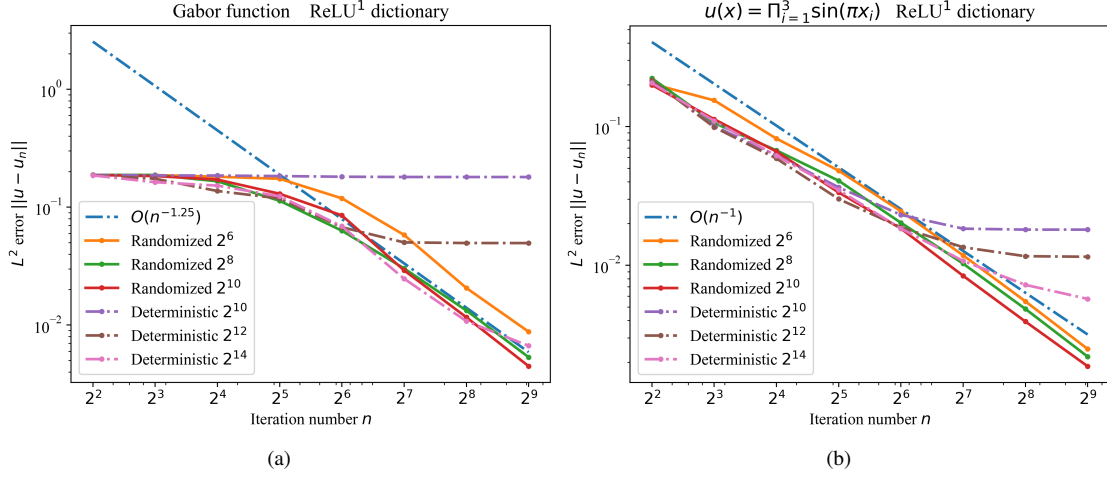 Gabor function ReLU¹ dictionary
L² error ||u − uₙ||
10⁰
10⁻¹
10⁻²
O(n⁻¹·²⁵)
Randomized 2⁶
Randomized 2⁸
Randomized 2¹⁰
Deterministic 2¹⁰
Deterministic 2¹²
Deterministic 2¹⁴
2² 2³ 2⁴ 2⁵ 2⁶ 2⁷ 2⁸ 2⁹
Iteration number n
(a)
u(x) = Π³ᵢ₌₁ sin(πxᵢ) ReLU¹ dictionary
L² error ||u − uₙ||
10⁻¹
10⁻²
O(n⁻¹)
Randomized 2⁶
Randomized 2⁸
Randomized 2¹⁰
Deterministic 2¹⁰
Deterministic 2¹²
Deterministic 2¹⁴
2² 2³ 2⁴ 2⁵ 2⁶ 2⁷ 2⁸ 2⁹
Iteration number n
(b)